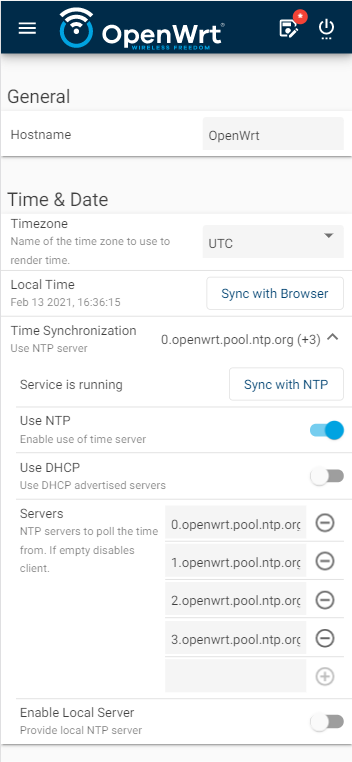 OpenWrt
WIRELESS FREEDOM
General
Hostname
OpenWrt
Time & Date
Timezone
Name of the time zone to use to
render time.
UTC
Local Time
Feb 13 2021, 16:36:15
Sync with Browser
Time Synchronization
Use NTP server
0.openwrt.pool.ntp.org (+3)
Service is running
Sync with NTP
Use NTP
Enable use of time server
Use DHCP
Use DHCP advertised servers
Servers
NTP servers to poll the time
from. If empty disables
client.
0.openwrt.pool.ntp.org
1.openwrt.pool.ntp.org
2.openwrt.pool.ntp.org
3.openwrt.pool.ntp.org
Enable Local Server
Provide local NTP server